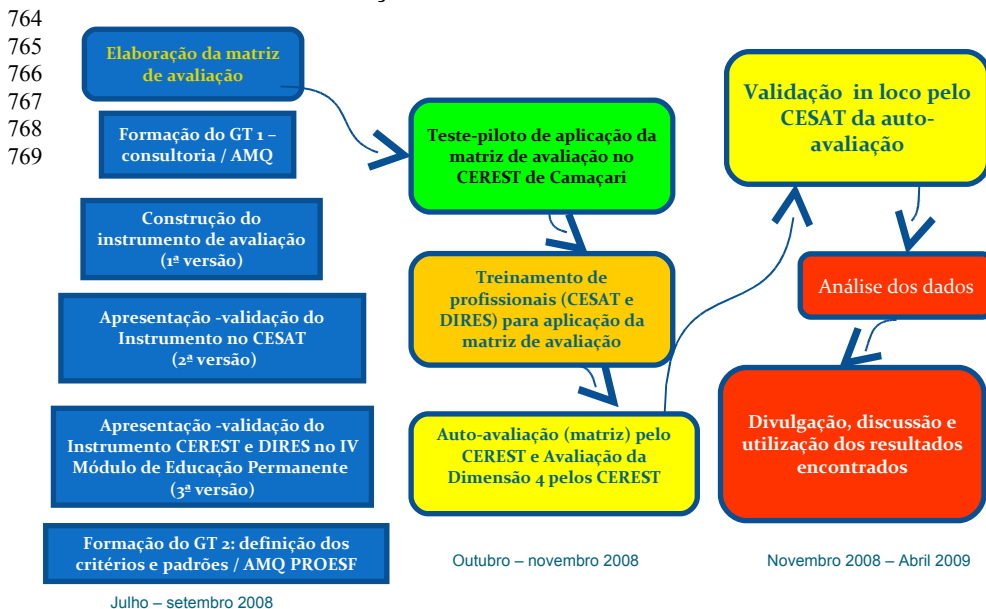 764
765
766
767
768
769
Elaboração da matriz
de avaliação
Formação do GT 1 –
consultoria / AMQ
Construção do
instrumento de avaliação
(1ª versão)
Apresentação -validação do
Instrumento no CESAT
(2ª versão)
Apresentação -validação do
Instrumento CEREST e DIRES no IV
Módulo de Educação Permanente
(3ª versão)
Formação do GT 2: definição dos
critérios e padrões / AMQ PROESF
Julho – setembro 2008
Teste-piloto de aplicação da
matriz de avaliação no
CEREST de Camaçari
Treinamento de
profissionais (CESAT e
DIRES) para aplicação da
matriz de avaliação
Auto-avaliação (matriz) pelo
CEREST e Avaliação da
Dimensão 4 pelos CEREST
Outubro – novembro 2008
Validação in loco pelo
CESAT da auto-
avaliação
Análise dos dados
Divulgação, discussão e
utilização dos resultados
encontrados
Novembro 2008 – Abril 2009